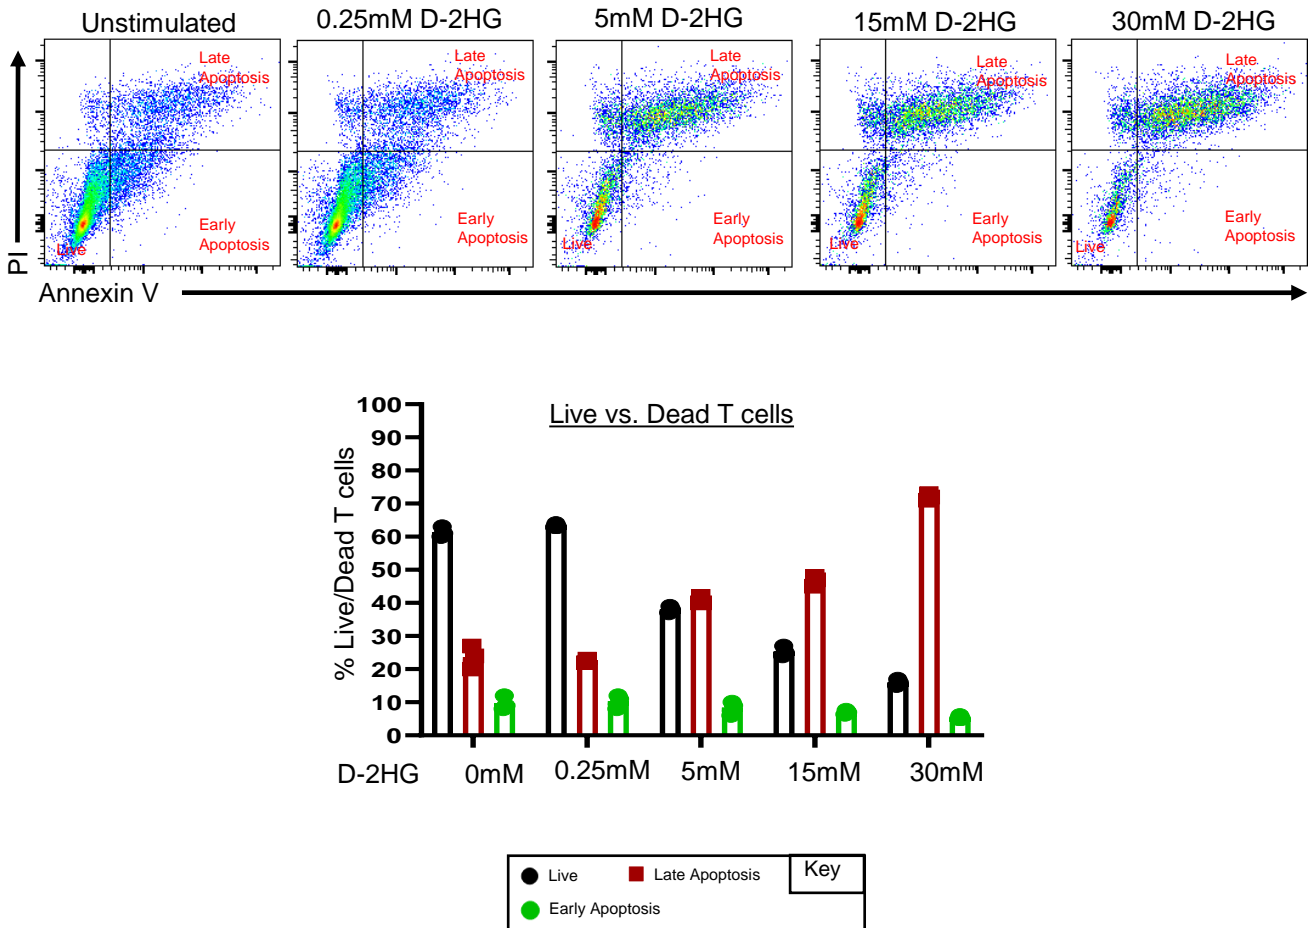 Unstimulated
0.25mM D-2HG
5mM D-2HG
15mM D-2HG
30mM D-2HG
Late
Apoptosis
Early
Apoptosis
Live
Late
Apoptosis
Early
Apoptosis
Late
Apoptosis
Early
Apoptosis
Live
Late
Apoptosis
Early
Apoptosis
Live
Late
Apoptosis
Early
Apoptosis
Live
PI
Annexin V
Live vs. Dead T cells
% Live/Dead T cells
100
90
80
70
60
50
40
30
20
10
0
D-2HG
0mM
0.25mM
5mM
15mM
30mM
Key
Live
Late Apoptosis
Early Apoptosis